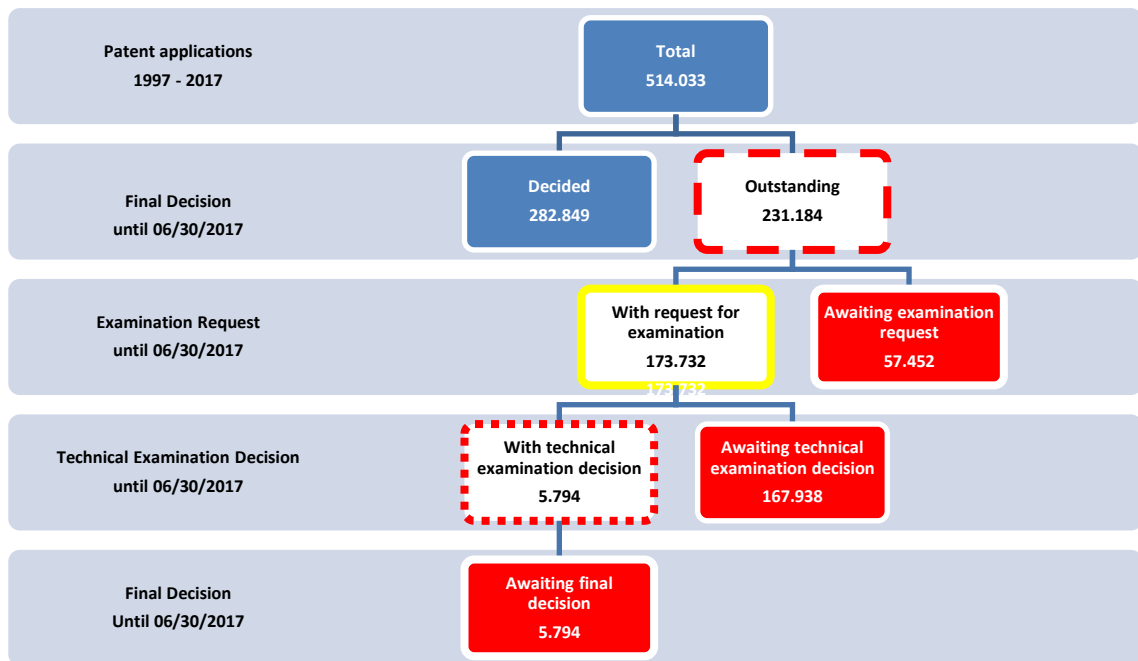 Patent applications
1997 - 2017
Total
514.033
Final Decision
until 06/30/2017
Decided
282.849
Outstanding
231.184
Examination Request
until 06/30/2017
With request for
examination
173.732
173.732
Awaiting examination
request
57.452
Technical Examination Decision
until 06/30/2017
With technical
examination decision
5.794
Awaiting technical
examination decision
167.938
Final Decision
Until 06/30/2017
Awaiting final
decision
5.794